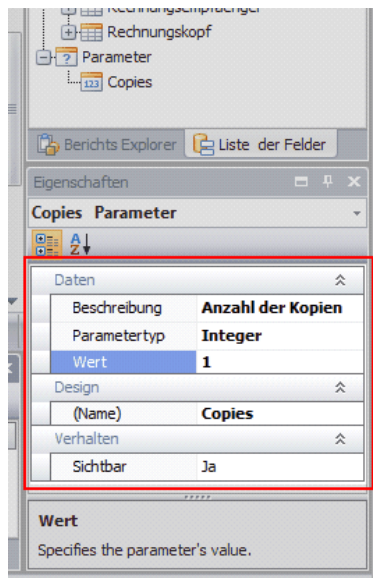 Rechnungsempfaenger
Rechnungskopf
Parameter
Copies
Berichts Explorer
Liste der Felder
Eigenschaften
Copies Parameter
Daten
Beschreibung Anzahl der Kopien
Parametertyp Integer
Wert 1
Design
(Name) Copies
Verhalten
Sichtbar Ja
Wert
Specifies the parameter's value.